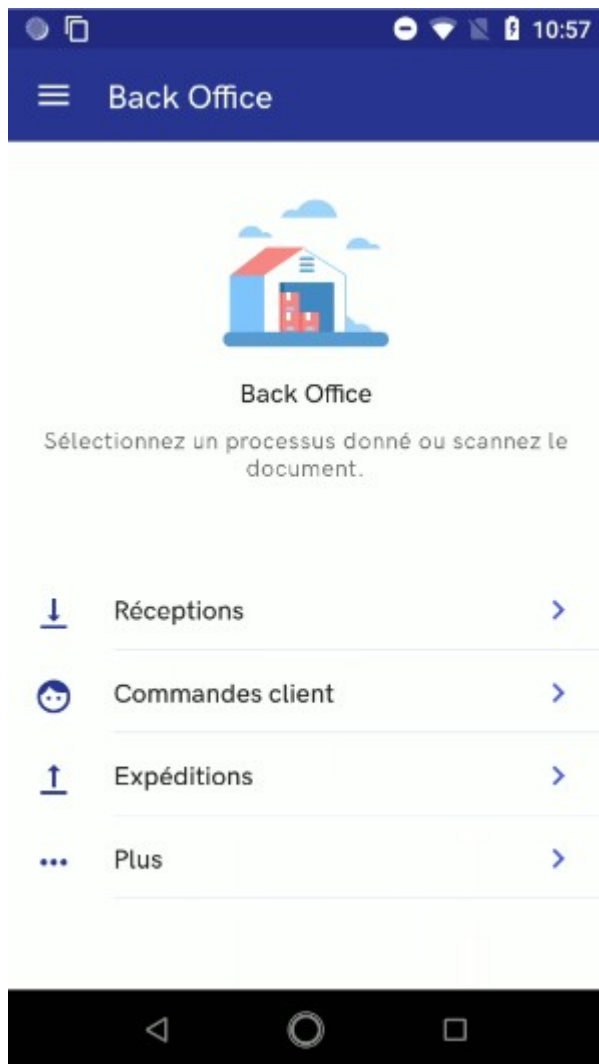 10:57
Back Office
Back Office
Sélectionnez un processus donné ou scannez le
document.
Réceptions
Commandes client
Expéditions
Plus